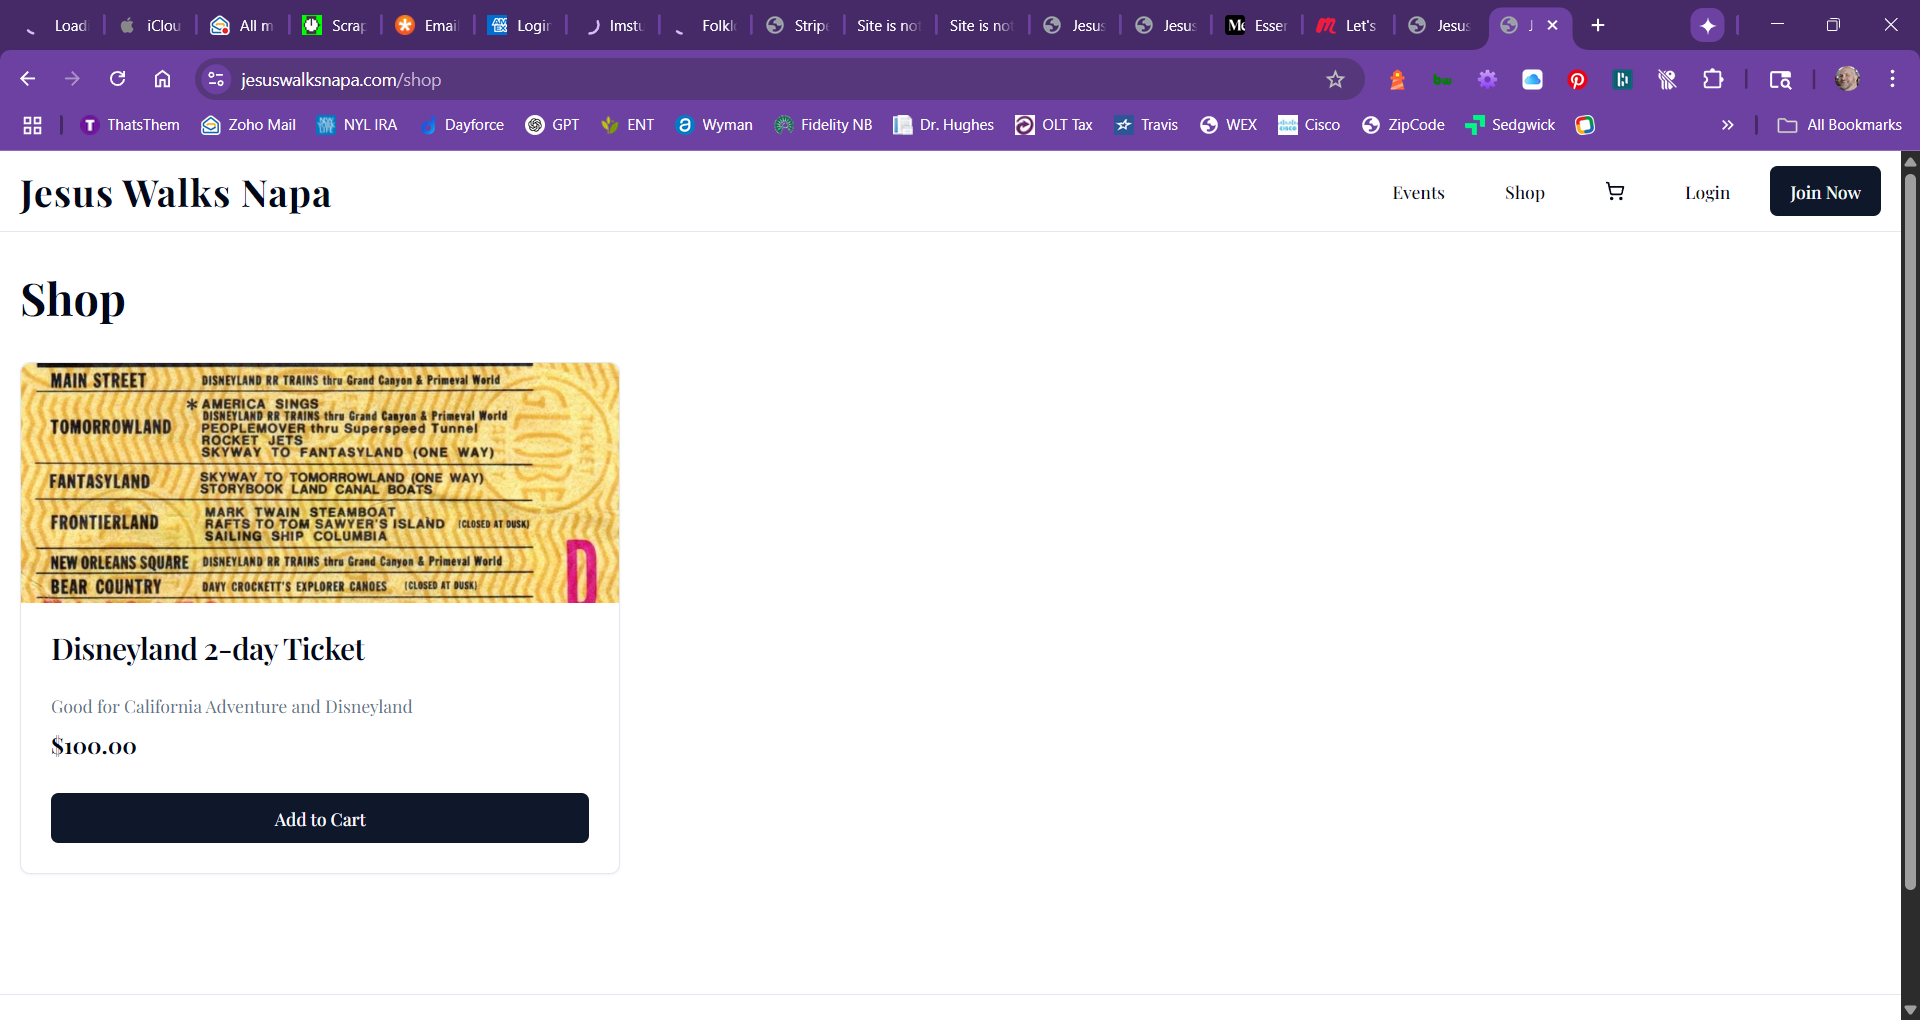 Loadi
iClou
All m
Scrap
Email
Login
Imstu
Folkl
Stripe
Site is not
Site is not
Jesus
Jesus
Esser
Let's
Jesus
J
jesuswalksnapa.com/shop
ThatsThem
Zoho Mail
NYL IRA
Dayforce
GPT
ENT
Wyman
Fidelity NB
Dr. Hughes
OLT Tax
Travis
WEX
Cisco
ZipCode
Sedgwick
All Bookmarks
Jesus Walks Napa
Events
Shop
Login
Join Now
Shop
MAIN STREET DISNEYLAND RR TRAINS thru Grand Canyon & Primeval World
* AMERICA SINGS
DISNEYLAND RR TRAINS thru Grand Canyon & Primeval World
TOMORROWLAND PEOPLEMOVER thru Superspeed Tunnel
ROCKET JETS
SKYWAY TO FANTASYLAND (ONE WAY)
FANTASYLAND SKYWAY TO TOMORROWLAND (ONE WAY)
STORYBOOK LAND CANAL BOATS
MARK TWAIN STEAMBOAT
FRONTIERLAND RAFTS TO TOM SAWYER'S ISLAND (CLOSED AT DUSK)
SAILING SHIP COLUMBIA
NEW ORLEANS SQUARE DISNEYLAND RR TRAINS thru Grand Canyon & Primeval World
BEAR COUNTRY DAVY CROCKETT'S EXPLORER CANOES (CLOSED AT DUSK)
D
Disneyland 2-day Ticket
Good for California Adventure and Disneyland
$100.00
Add to Cart